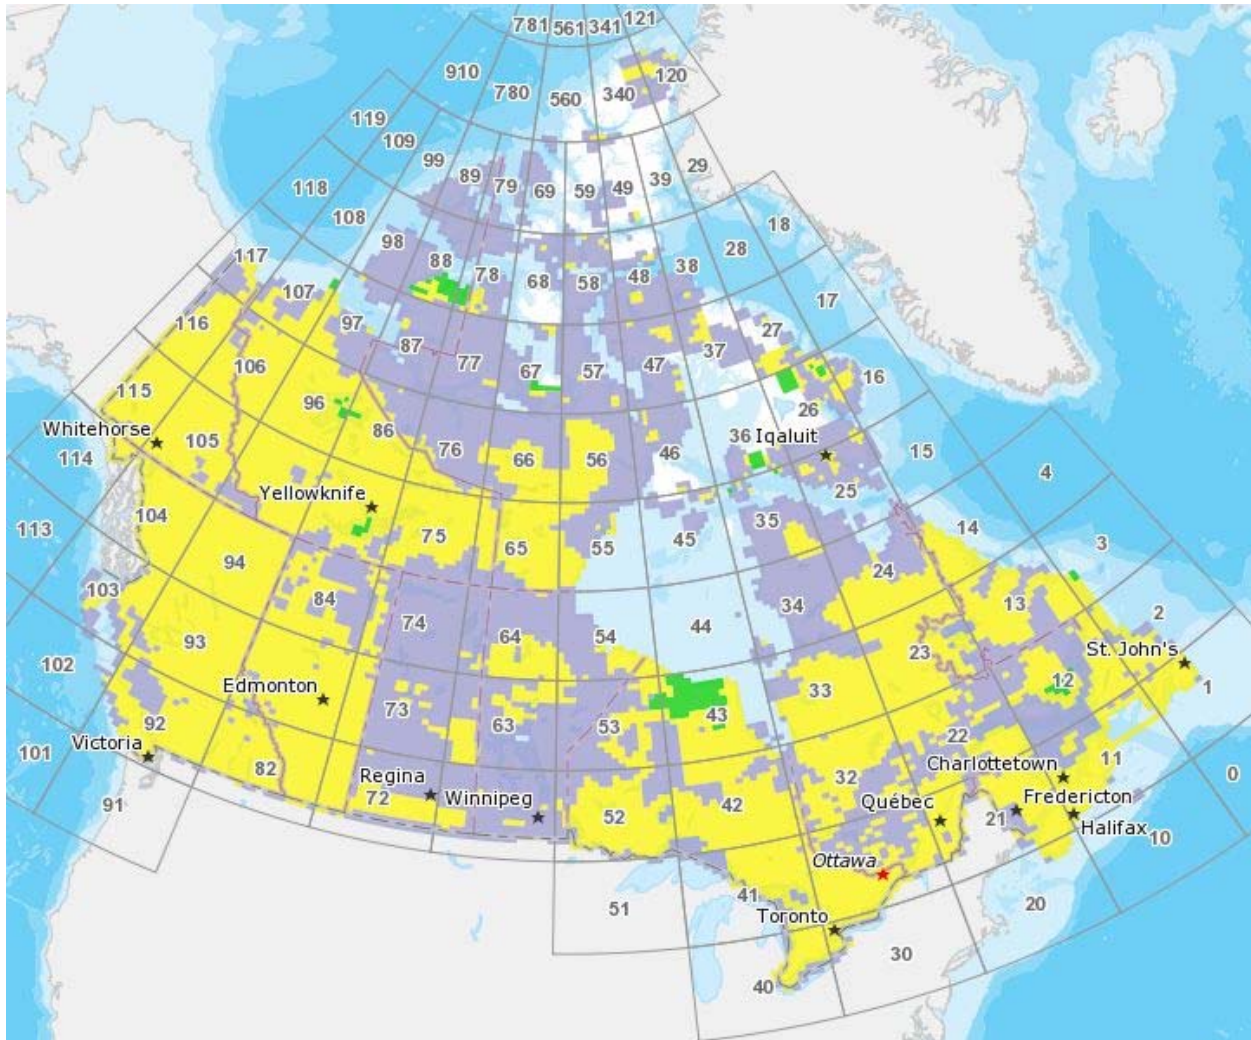 781 561 341 121
910 780 560 340 120
119 109 99 89 79 69 59 49 39 29
118 108 98 88 78 68 58 48 38 28 18
117 107 97 87 77 67 57 47 37 27 17
116 106 96 86 76 66 56 46 36 26 16
115 105 Whitehorse Yellowknife Iqaluit
114 104 94 84 75 65 55 45 35 25 15 4
113 103 93 74 64 54 44 34 24 14 3
102 92 Edmonton 73 63 53 43 33 23 13 2
101 Victoria 82 72 Regina Winnipeg 52 42 32 22 12 St. John's 1
91 Québec Charlottetown 11 0
Ottawa 21 Fredericton Halifax 10
51 41 Toronto 30 20
40